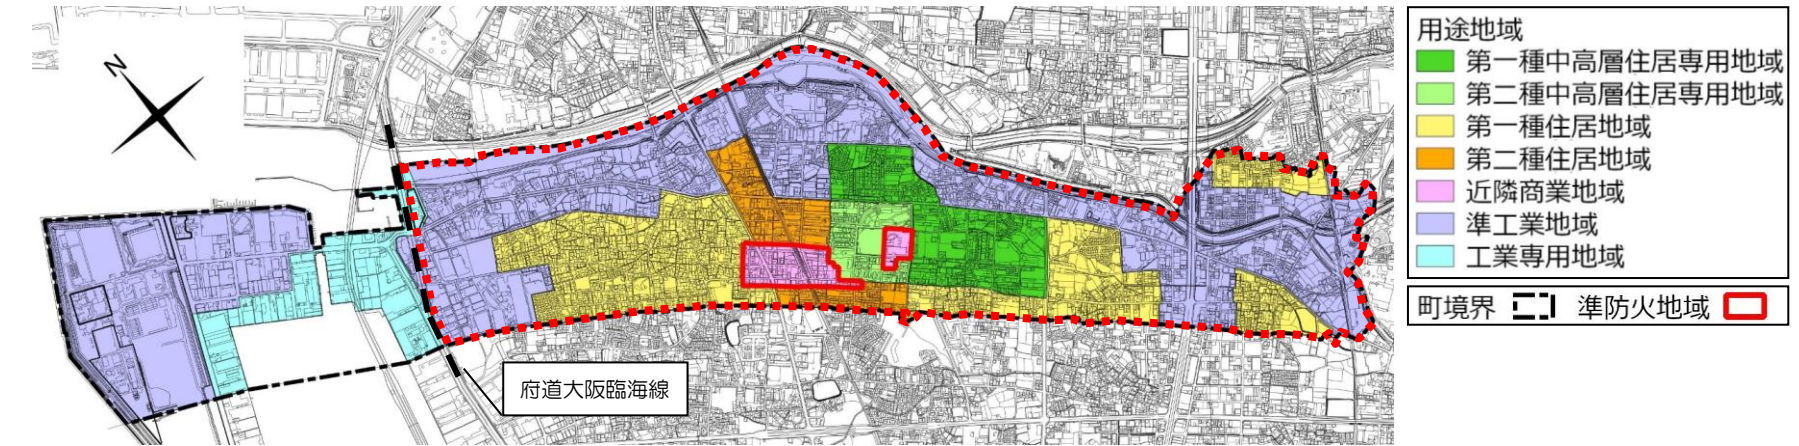 N
府道大阪臨海線
用途地域
第一種中高層住居専用地域
第二種中高層住居専用地域
第一種住居地域
第二種住居地域
近隣商業地域
準工業地域
工業専用地域
町境界 準防火地域